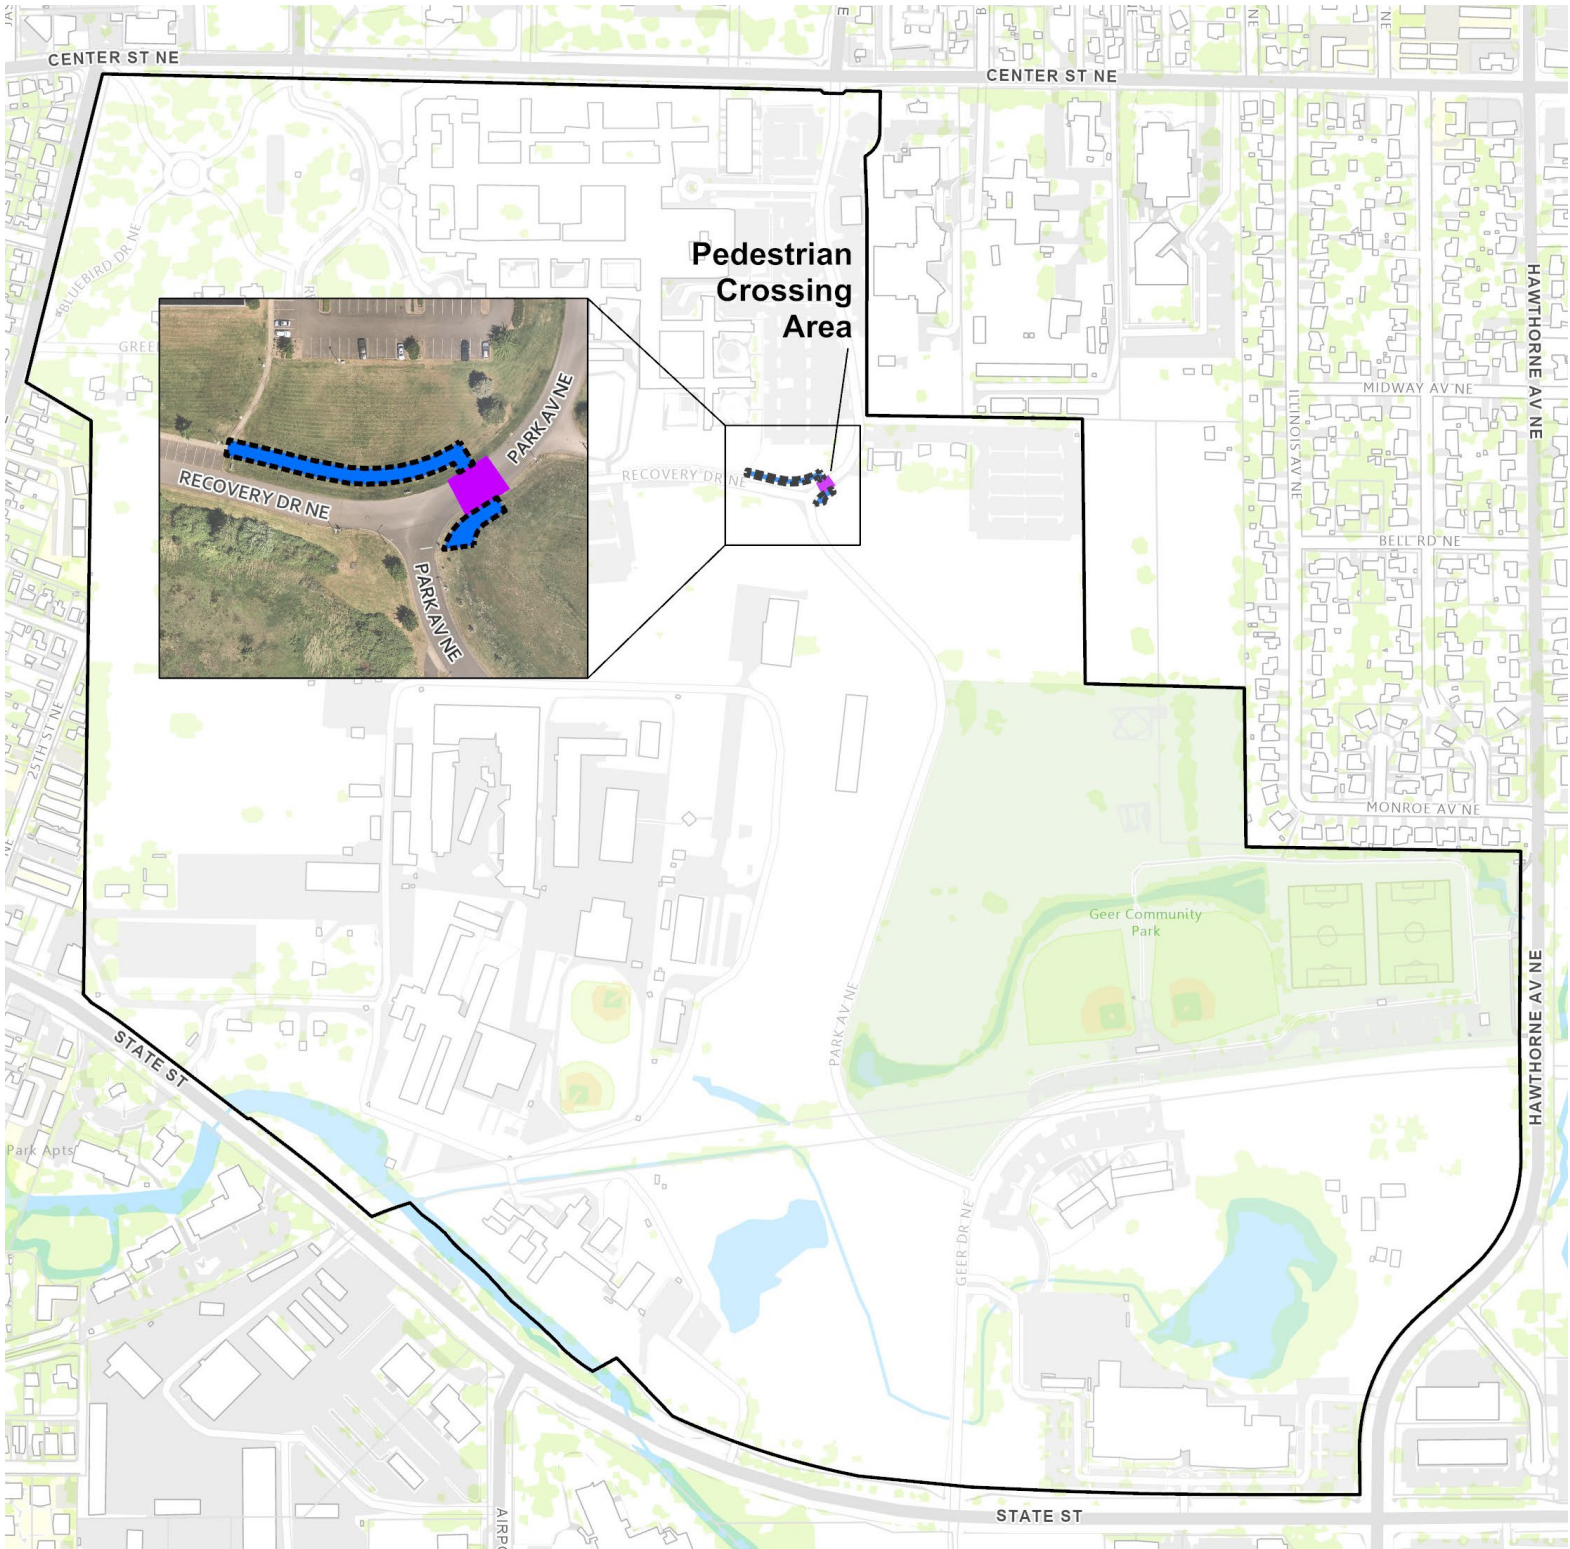 CENTER ST NE
CENTER ST NE
NE
NE
BLUEBIRD DR NE
Pedestrian
Crossing
Area
HAWTHORNE AV NE
MIDWAY AV NE
ILLINOIS AV NE
PARK AV NE
RECOVERY DR NE
RECOVERY DR NE
BELL RD NE
PARK AV NE
25TH ST NE
MONROE AV NE
NE
Geer Community
Park
PARK AV NE
HAWTHORNE AV NE
STATE ST
Park Apts
GEER DR NE
STATE ST